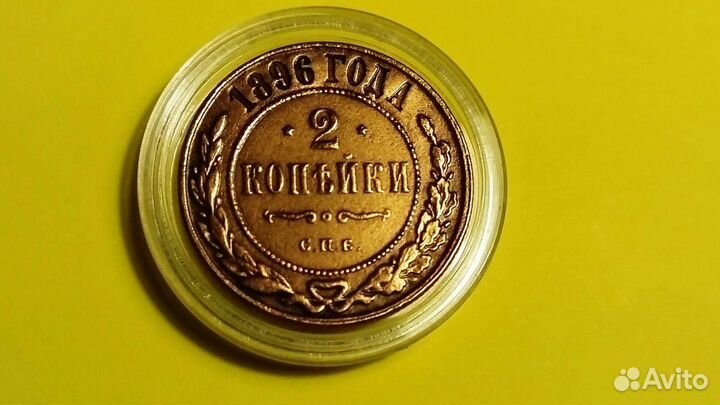 1896 ГОДА
2
КОПѢЙКИ
С.П.Б.
Avito